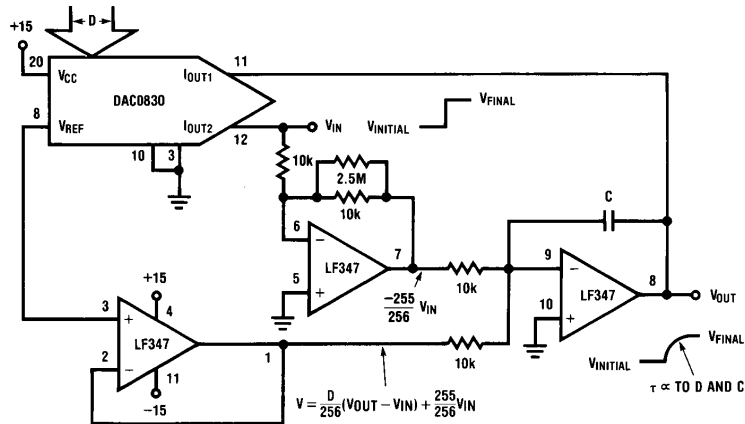 D
+15
20
VCC
IOUT1
11
DAC0830
8
VREF
IOUT2
12
VIN
VINITIAL
VFINAL
10
3
10k
2.5M
10k
C
6
−
7
LF347
5
+
−255/256 VIN
10k
9
−
8
LF347
10
+
VOUT
+15
3
+
4
LF347
2
−
1
11
−15
10k
VINITIAL
VFINAL
τ ∝ TO D AND C
V = D/256 (VOUT − VIN) + 255/256 VIN